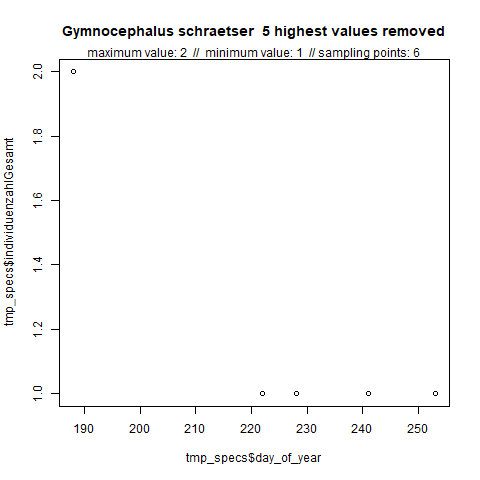 Gymnocephalus schraetser  5 highest values removed
maximum value: 2  //  minimum value: 1  // sampling points: 6
2.0
1.8
1.6
1.4
1.2
1.0
tmp_specs$individuenzahlGesamt
190 200 210 220 230 240 250
tmp_specs$day_of_year